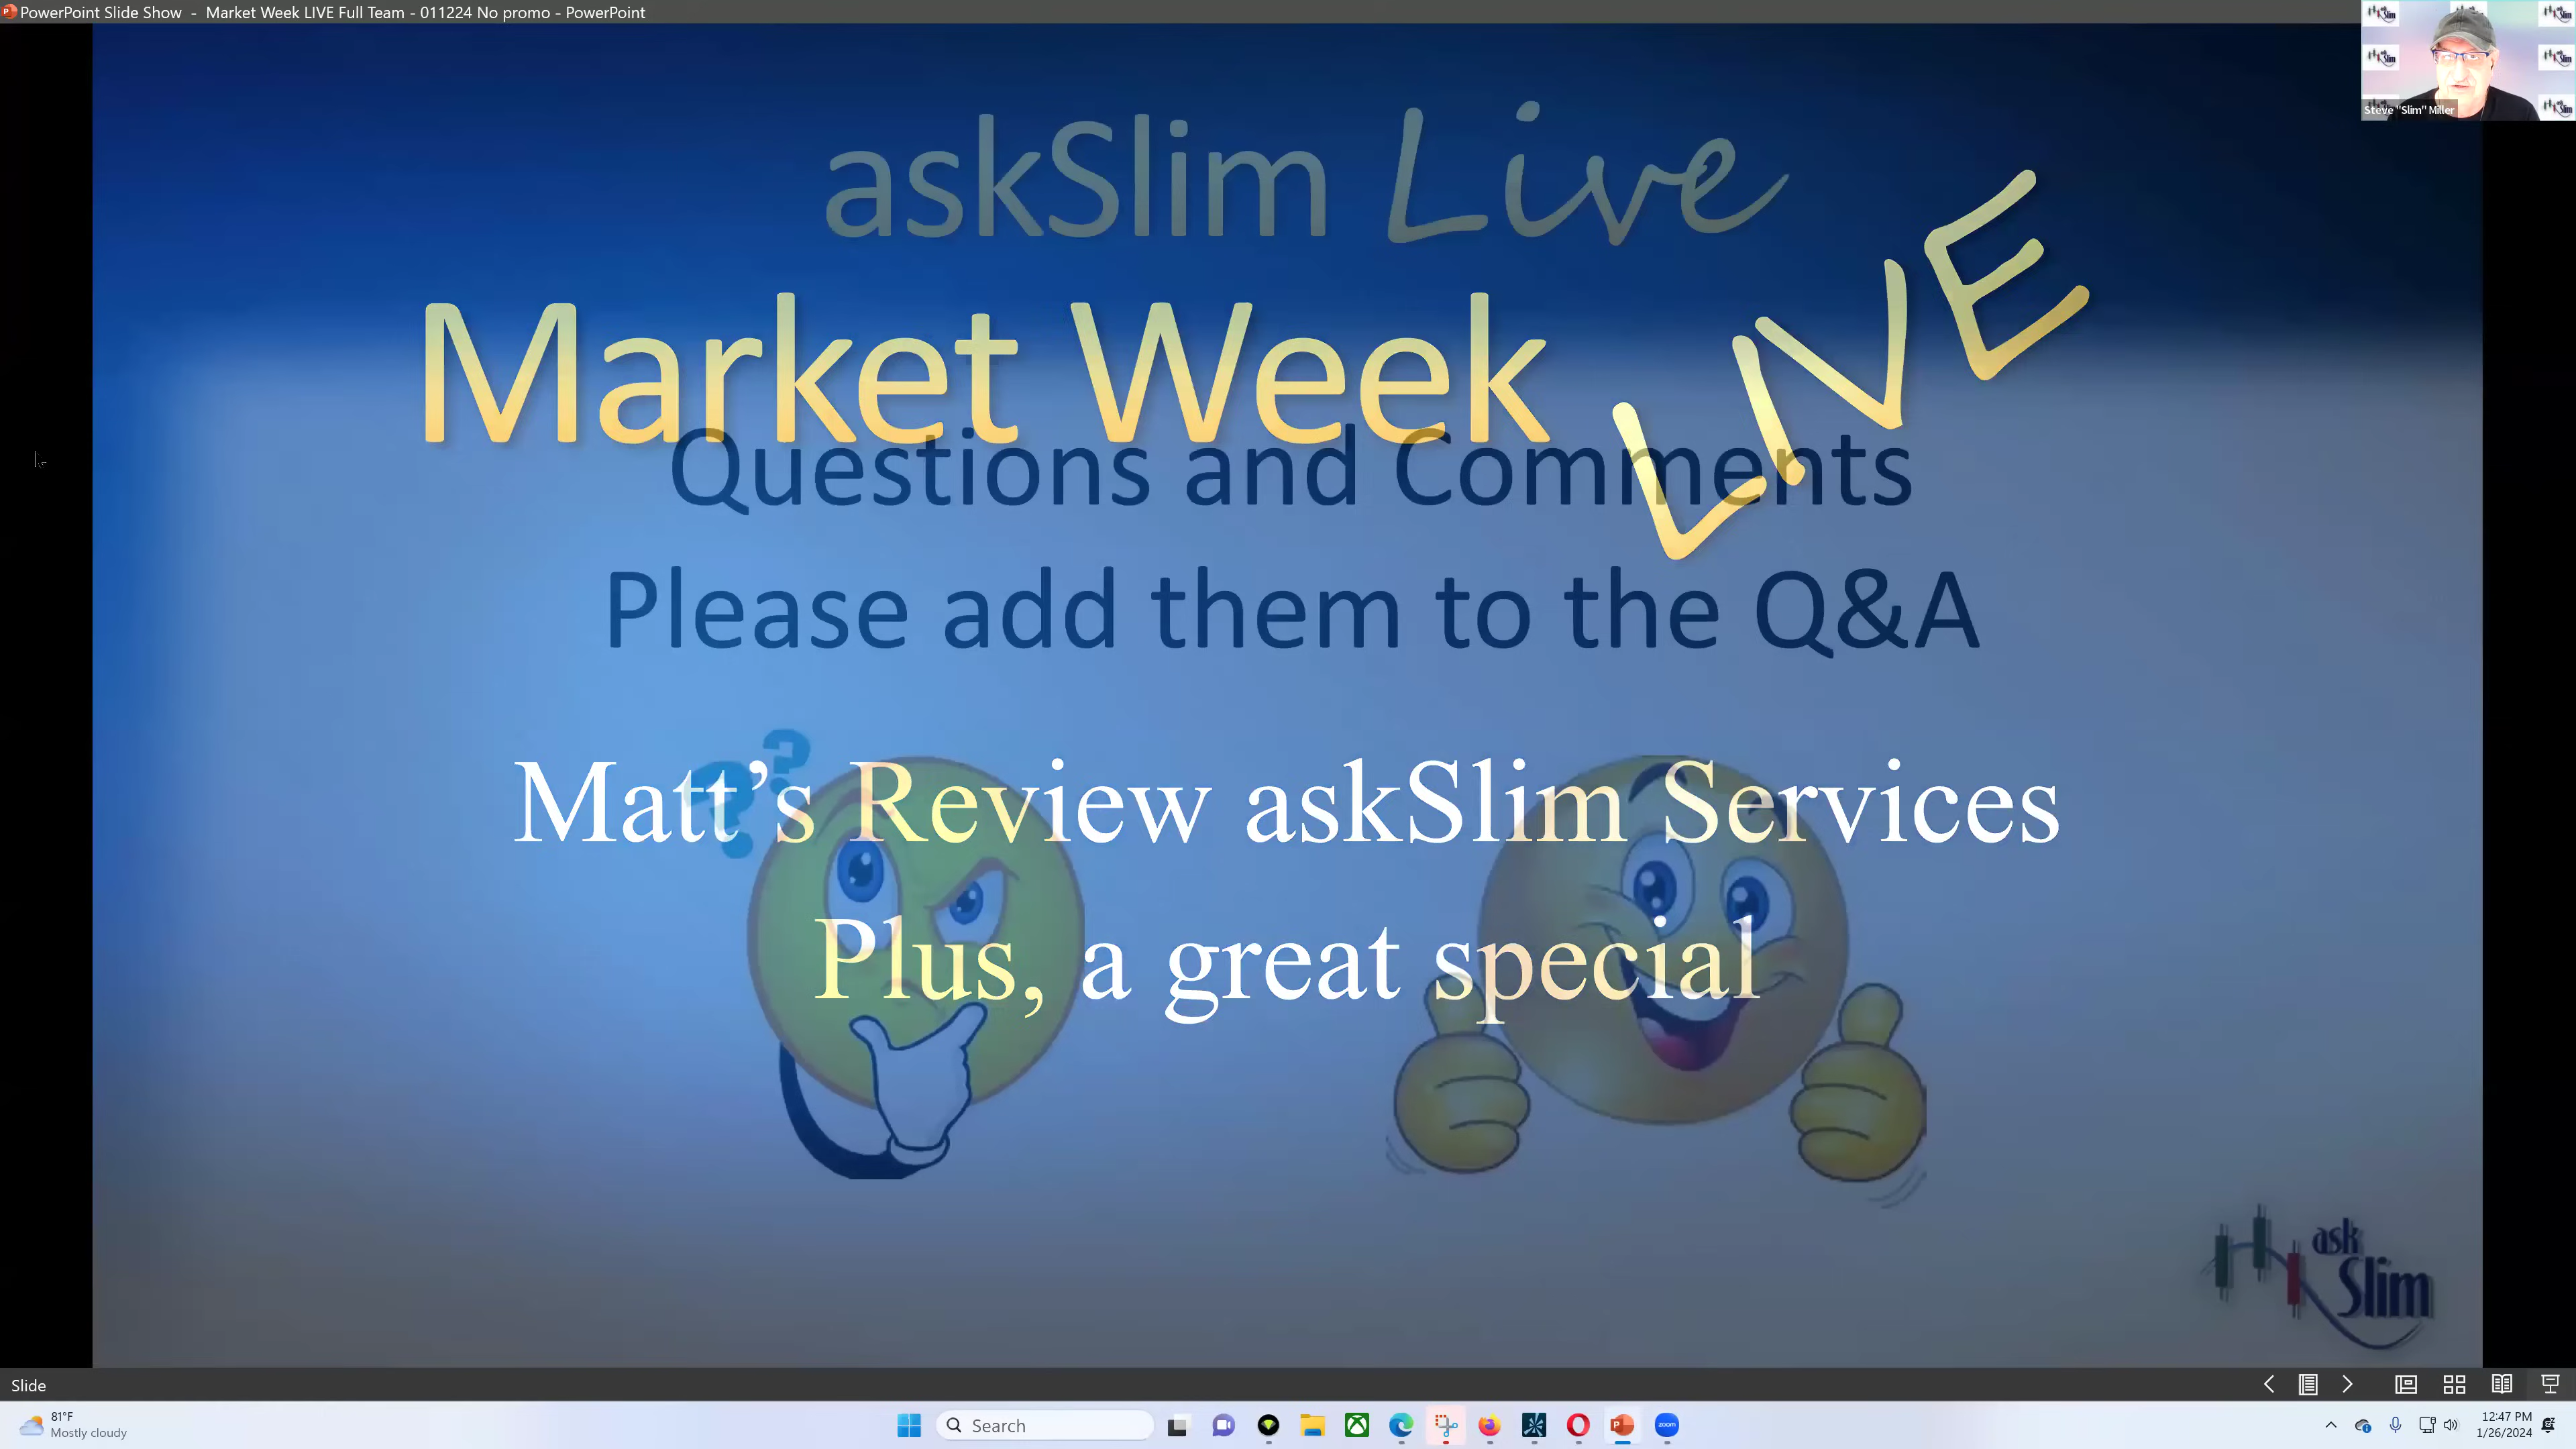 PowerPoint Slide Show - Market Week LIVE Full Team - 011224 No promo - PowerPoint
Steve "Slim" Miller
askSlim Live
Market Week LIVE
Questions and Comments
Please add them to the Q&A
? ?
Matt's Review askSlim Services
Plus, a great special
ask
Slim
Slide
81°F
Mostly cloudy
Search
zoom
12:47 PM
1/26/2024